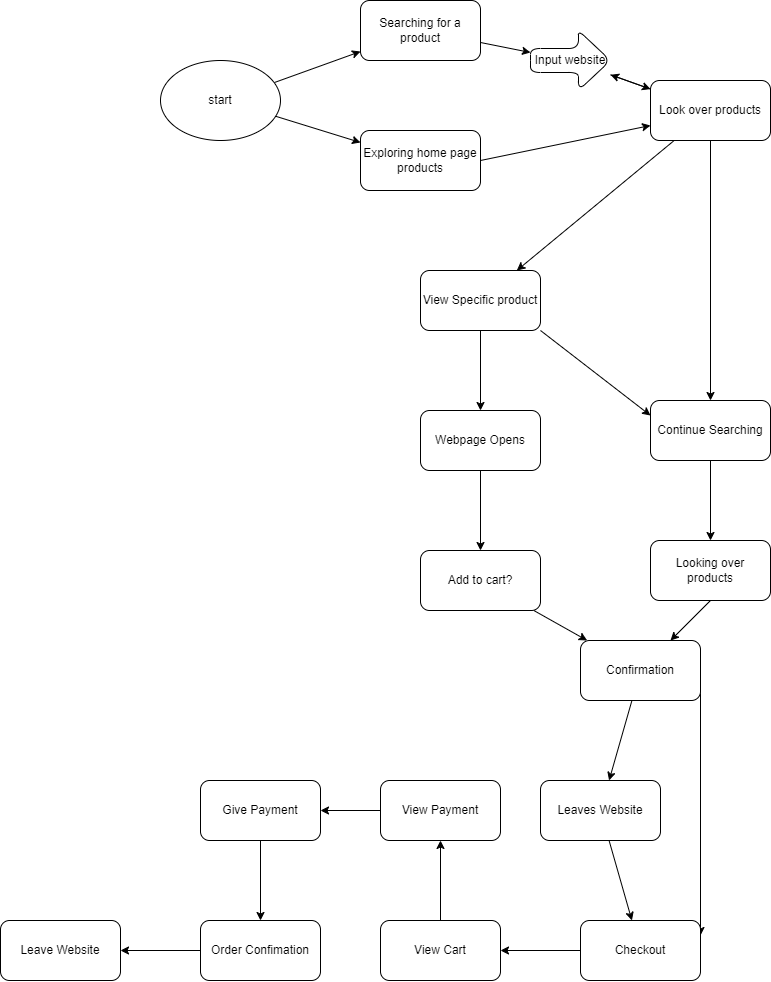 Searching for a
product
Input website
start
Look over products
Exploring home page
products
View Specific product
Webpage Opens
Continue Searching
Add to cart?
Looking over
products
Confirmation
Give Payment
View Payment
Leaves Website
Leave Website
Order Confimation
View Cart
Checkout